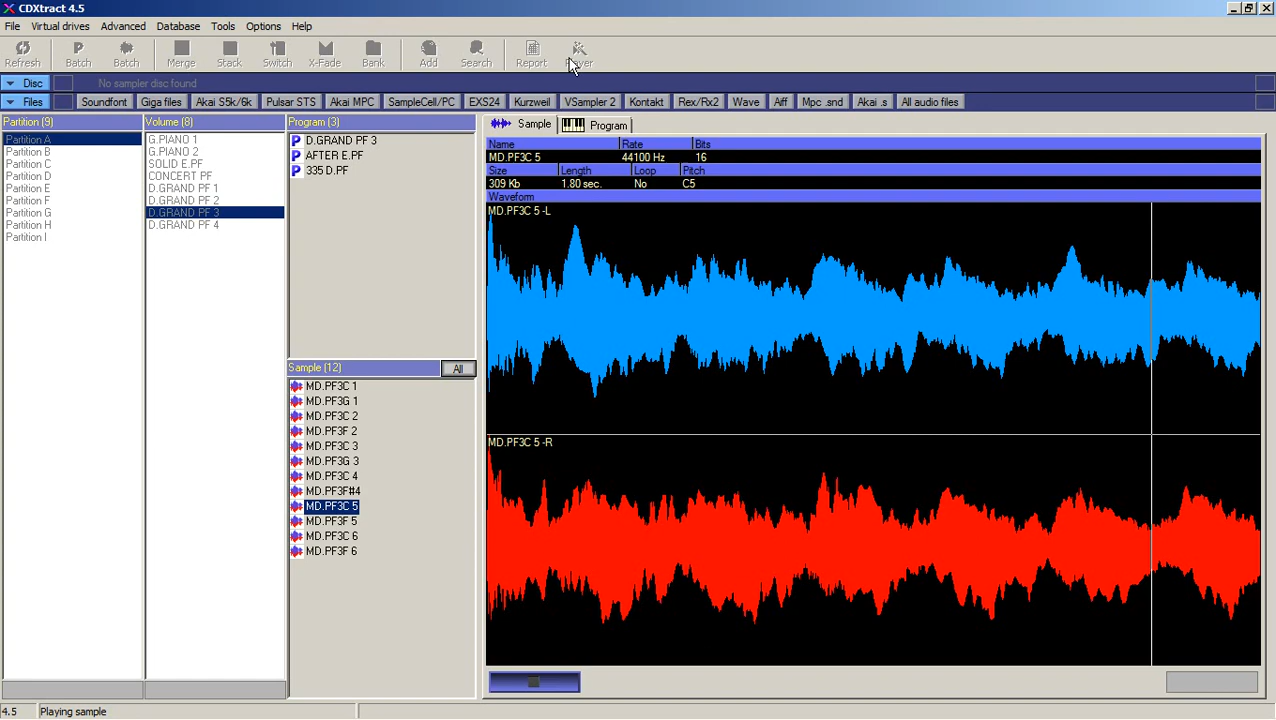 CDXtract 4.5
File Virtual drives Advanced Database Tools Options Help
Refresh Batch Batch Merge Stack Switch X-Fade Bank Add Search Report Player
Disc No sampler disc found
Files Soundfont Giga files Akai S5k/6k Pulsar STS Akai MPC SampleCell/PC EXS24 Kurzweil VSampler 2 Kontakt Rex/Rx2 Wave Aiff Mpc .snd Akai .s All audio files
Partition (9)
Partition A
Partition B
Partition C
Partition D
Partition E
Partition F
Partition G
Partition H
Partition I
Volume (8)
G.PIANO 1
G.PIANO 2
SOLID E.PF
CONCERT PF
D.GRAND PF 1
D.GRAND PF 2
D.GRAND PF 3
D.GRAND PF 4
Program (3)
D.GRAND PF 3
AFTER E.PF
335 D.PF
Sample (12) All
MD.PF3C 1
MD.PF3G 1
MD.PF3C 2
MD.PF3F 2
MD.PF3C 3
MD.PF3G 3
MD.PF3C 4
MD.PF3F#4
MD.PF3C 5
MD.PF3F 5
MD.PF3C 6
MD.PF3F 6
Sample Program
Name Rate Bits
MD.PF3C 5 44100 Hz 16
Size Length Loop Pitch
309 Kb 1.80 sec. No C5
Waveform
MD.PF3C 5 -L
MD.PF3C 5 -R
4.5 Playing sample